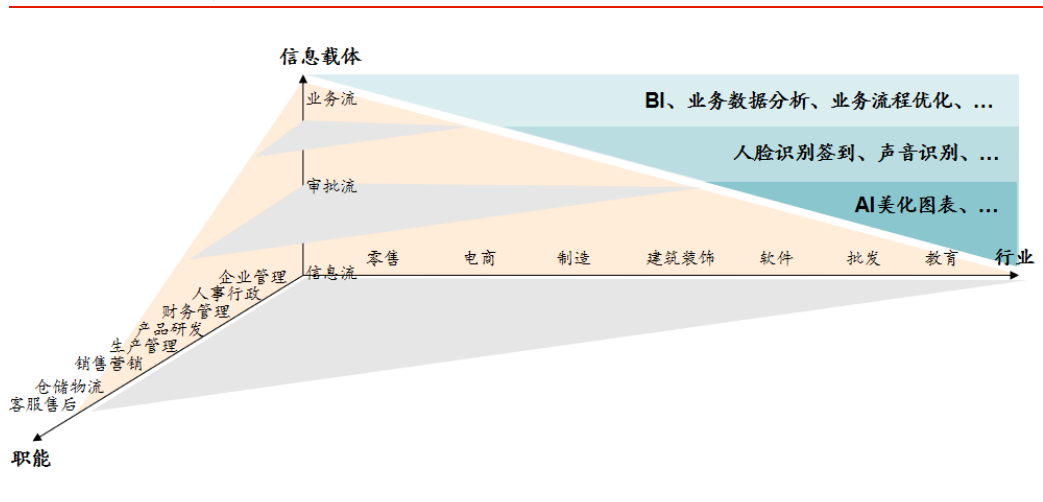 信息载体
业务流
BI、业务数据分析、业务流程优化、…
人脸识别签到、声音识别、…
审批流
AI美化图表、…
零售 电商 制造 建筑装饰 软件 批发 教育 行业
信息流
企业管理
人事行政
财务管理
产品研发
生产管理
销售营销
仓储物流
客服售后
职能